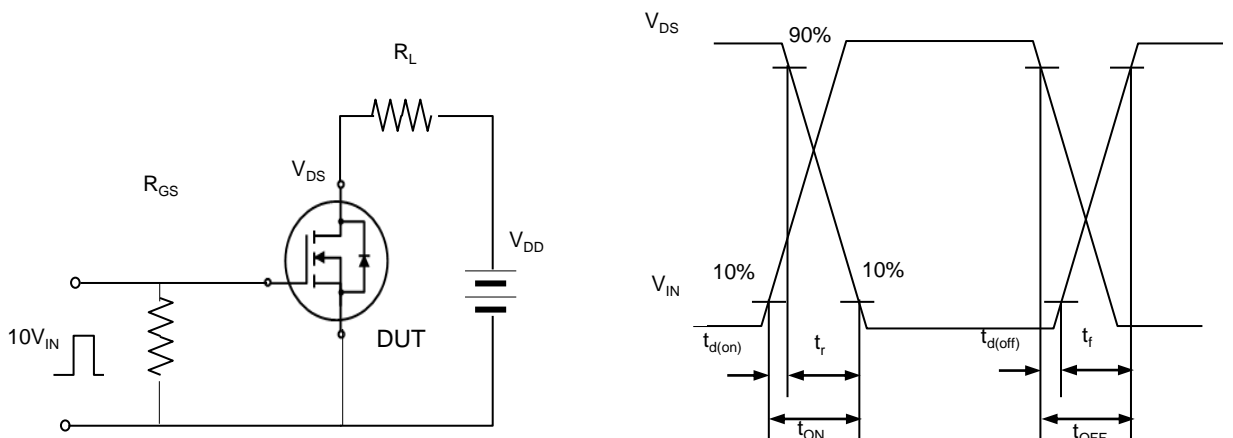 R_L
V_DS
R_GS
V_DD
10V_IN
DUT
V_DS
90%
10%
10%
V_IN
t_d(on)
t_r
t_d(off)
t_f
t_ON
t_OFF